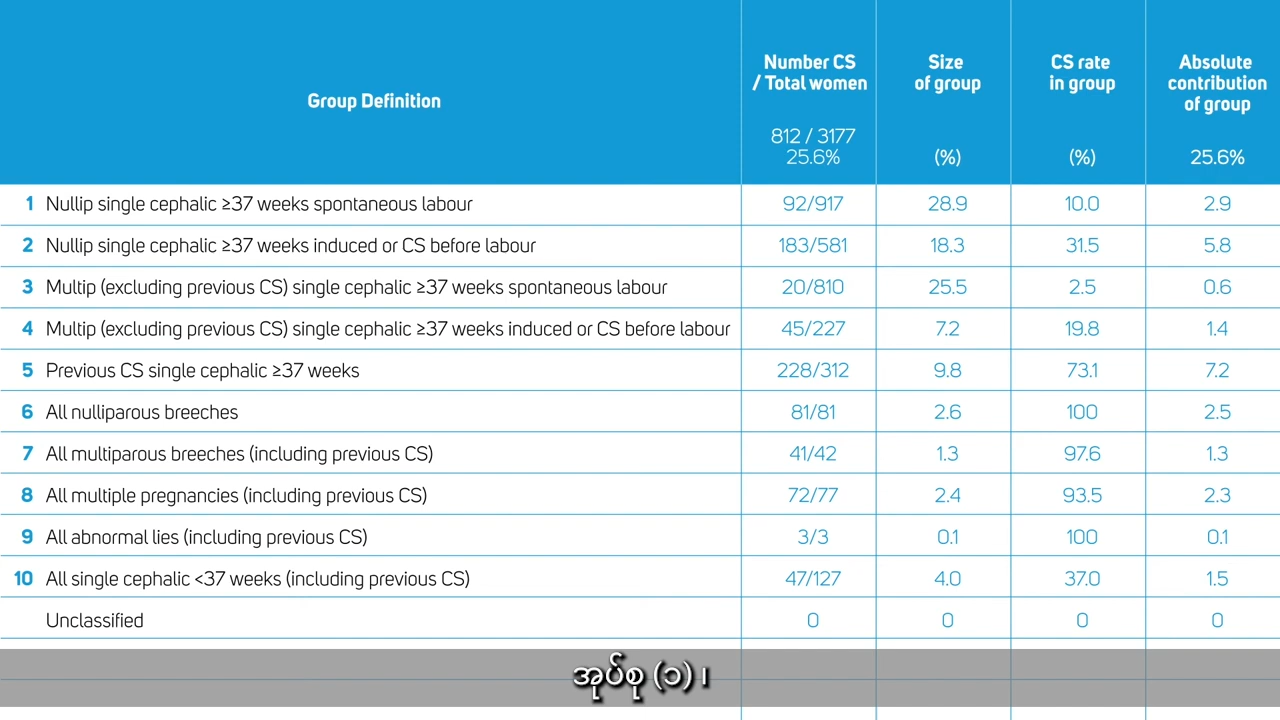 Group Definition
Number CS / Total women
812 / 3177
25.6%
Size of group
(%)
CS rate in group
(%)
Absolute contribution of group
25.6%
1 Nullip single cephalic ≥37 weeks spontaneous labour 92/917 28.9 10.0 2.9
2 Nullip single cephalic ≥37 weeks induced or CS before labour 183/581 18.3 31.5 5.8
3 Multip (excluding previous CS) single cephalic ≥37 weeks spontaneous labour 20/810 25.5 2.5 0.6
4 Multip (excluding previous CS) single cephalic ≥37 weeks induced or CS before labour 45/227 7.2 19.8 1.4
5 Previous CS single cephalic ≥37 weeks 228/312 9.8 73.1 7.2
6 All nulliparous breeches 81/81 2.6 100 2.5
7 All multiparous breeches (including previous CS) 41/42 1.3 97.6 1.3
8 All multiple pregnancies (including previous CS) 72/77 2.4 93.5 2.3
9 All abnormal lies (including previous CS) 3/3 0.1 100 0.1
10 All single cephalic <37 weeks (including previous CS) 47/127 4.0 37.0 1.5
Unclassified 0 0 0 0
အုပ်စု (၁)၊